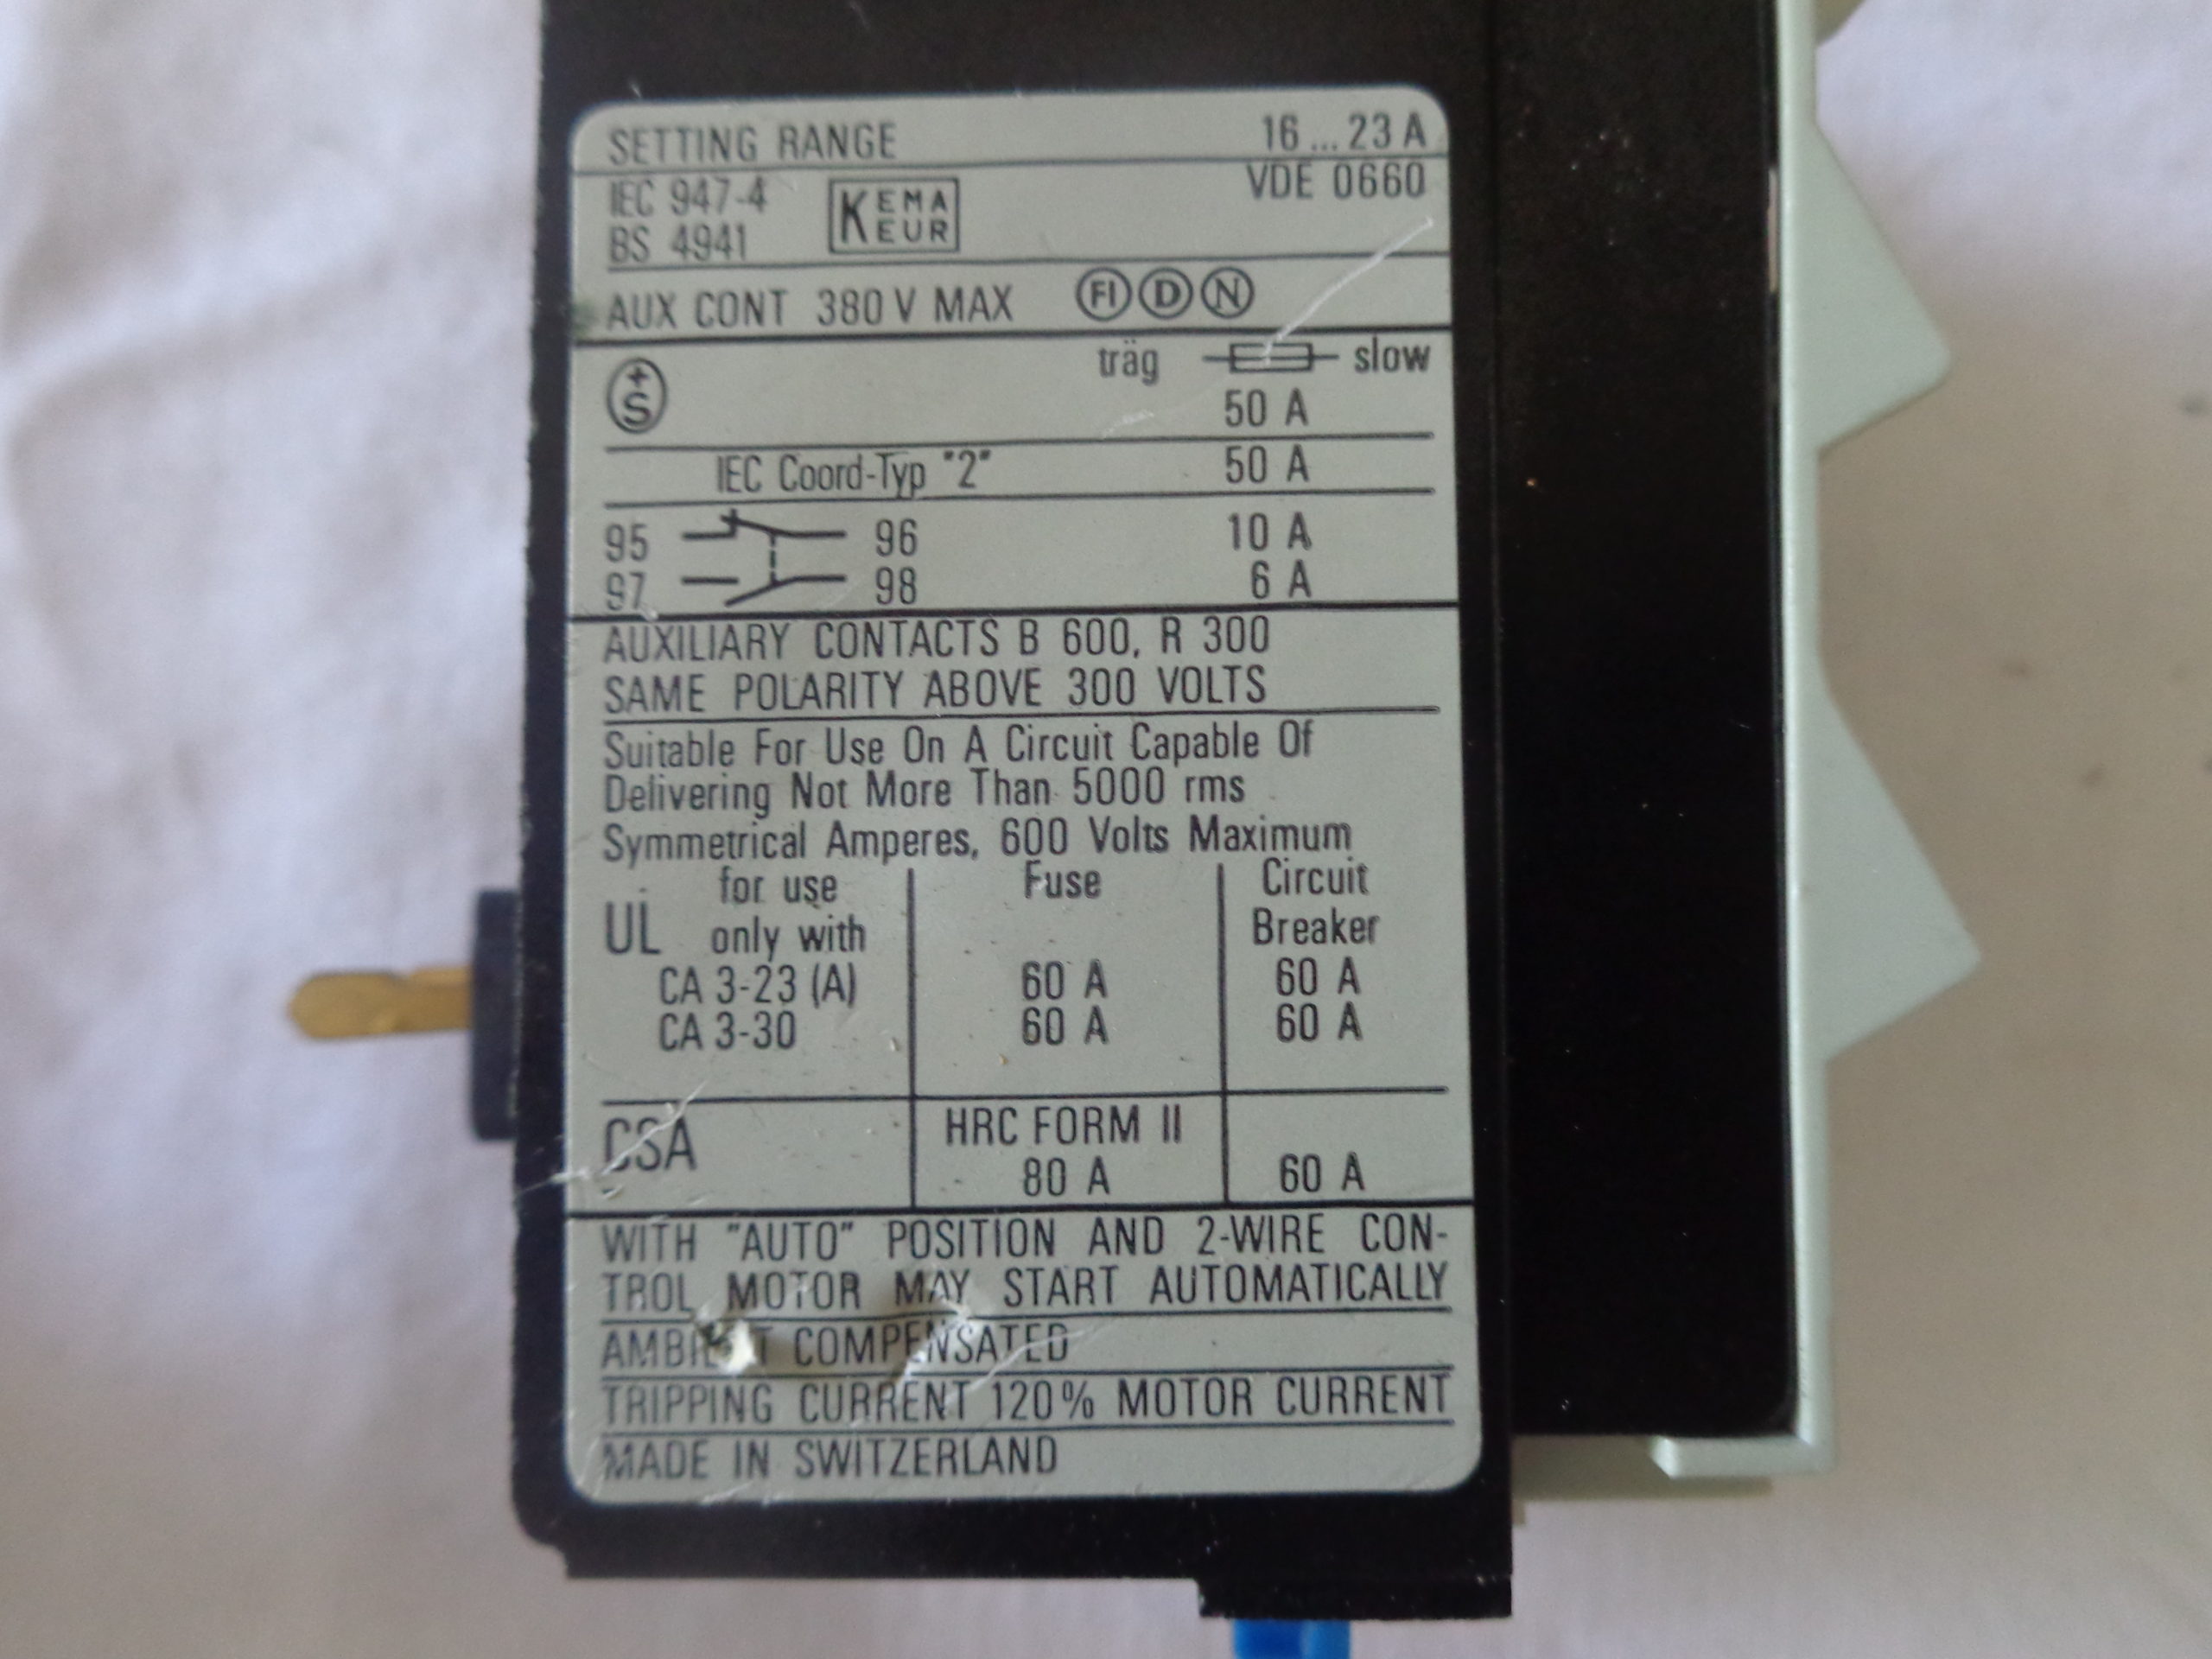 SETTING RANGE 16 ... 23 A
IEC 947-4 KEMA KEUR VDE 0660
BS 4941
AUX CONT 380 V MAX FI D N
träg slow
+S 50 A
IEC Coord-Typ "2" 50 A
95 96 10 A
97 98 6 A
AUXILIARY CONTACTS B 600, R 300
SAME POLARITY ABOVE 300 VOLTS
Suitable For Use On A Circuit Capable Of
Delivering Not More Than 5000 rms
Symmetrical Amperes, 600 Volts Maximum
UL for use only with Fuse Circuit Breaker
CA 3-23 (A) 60 A 60 A
CA 3-30 60 A 60 A
CSA HRC FORM II
80 A 60 A
WITH "AUTO" POSITION AND 2-WIRE CON-
TROL MOTOR MAY START AUTOMATICALLY
AMBIENT COMPENSATED
TRIPPING CURRENT 120% MOTOR CURRENT
MADE IN SWITZERLAND